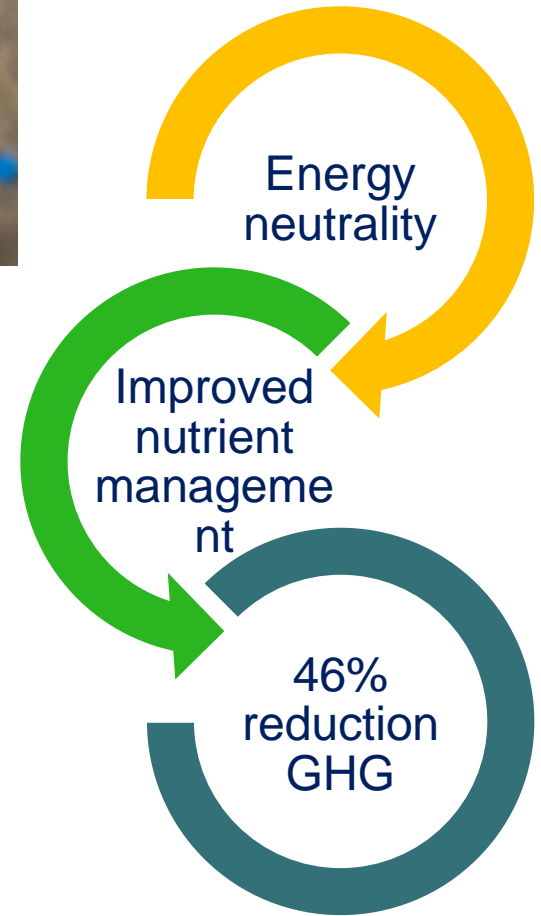 Energy
neutrality
Improved
nutrient
manageme
nt
46%
reduction
GHG